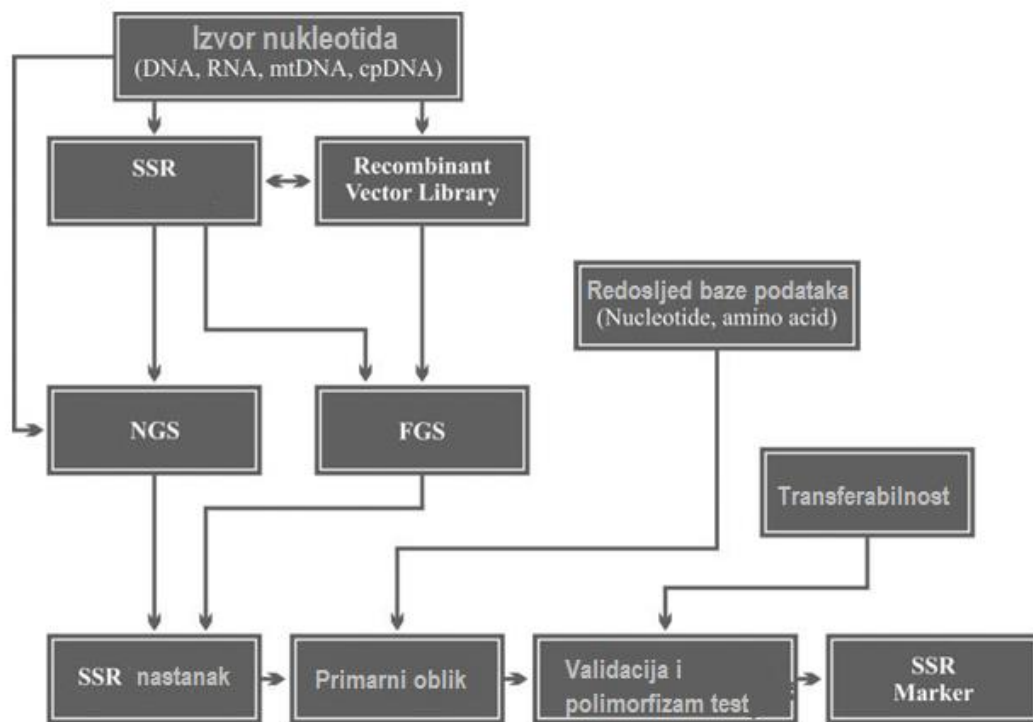 Izvor nukleotida
(DNA, RNA, mtDNA, cpDNA)
SSR
Recombinant
Vector Library
Redosljed baze podataka
(Nucleotide, amino acid)
NGS
FGS
Transferabilnost
SSR nastanak
Primarni oblik
Validacija i
polimorfizam test
SSR
Marker